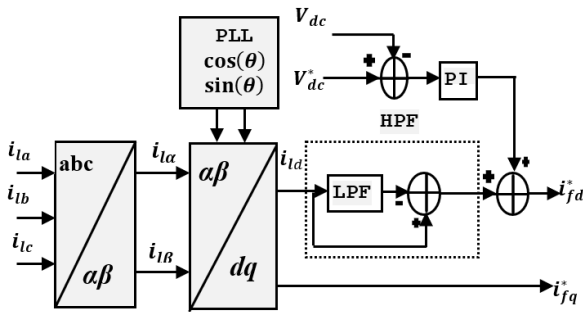 V_dc
PLL
cos(θ)
sin(θ)
+
-
V*_dc
PI
HPF
i_la
abc
i_lα
αβ
i_ld
+
i_lb
LPF
-
+
+
i*_fd
i_lc
αβ
i_lβ
dq
i*_fq